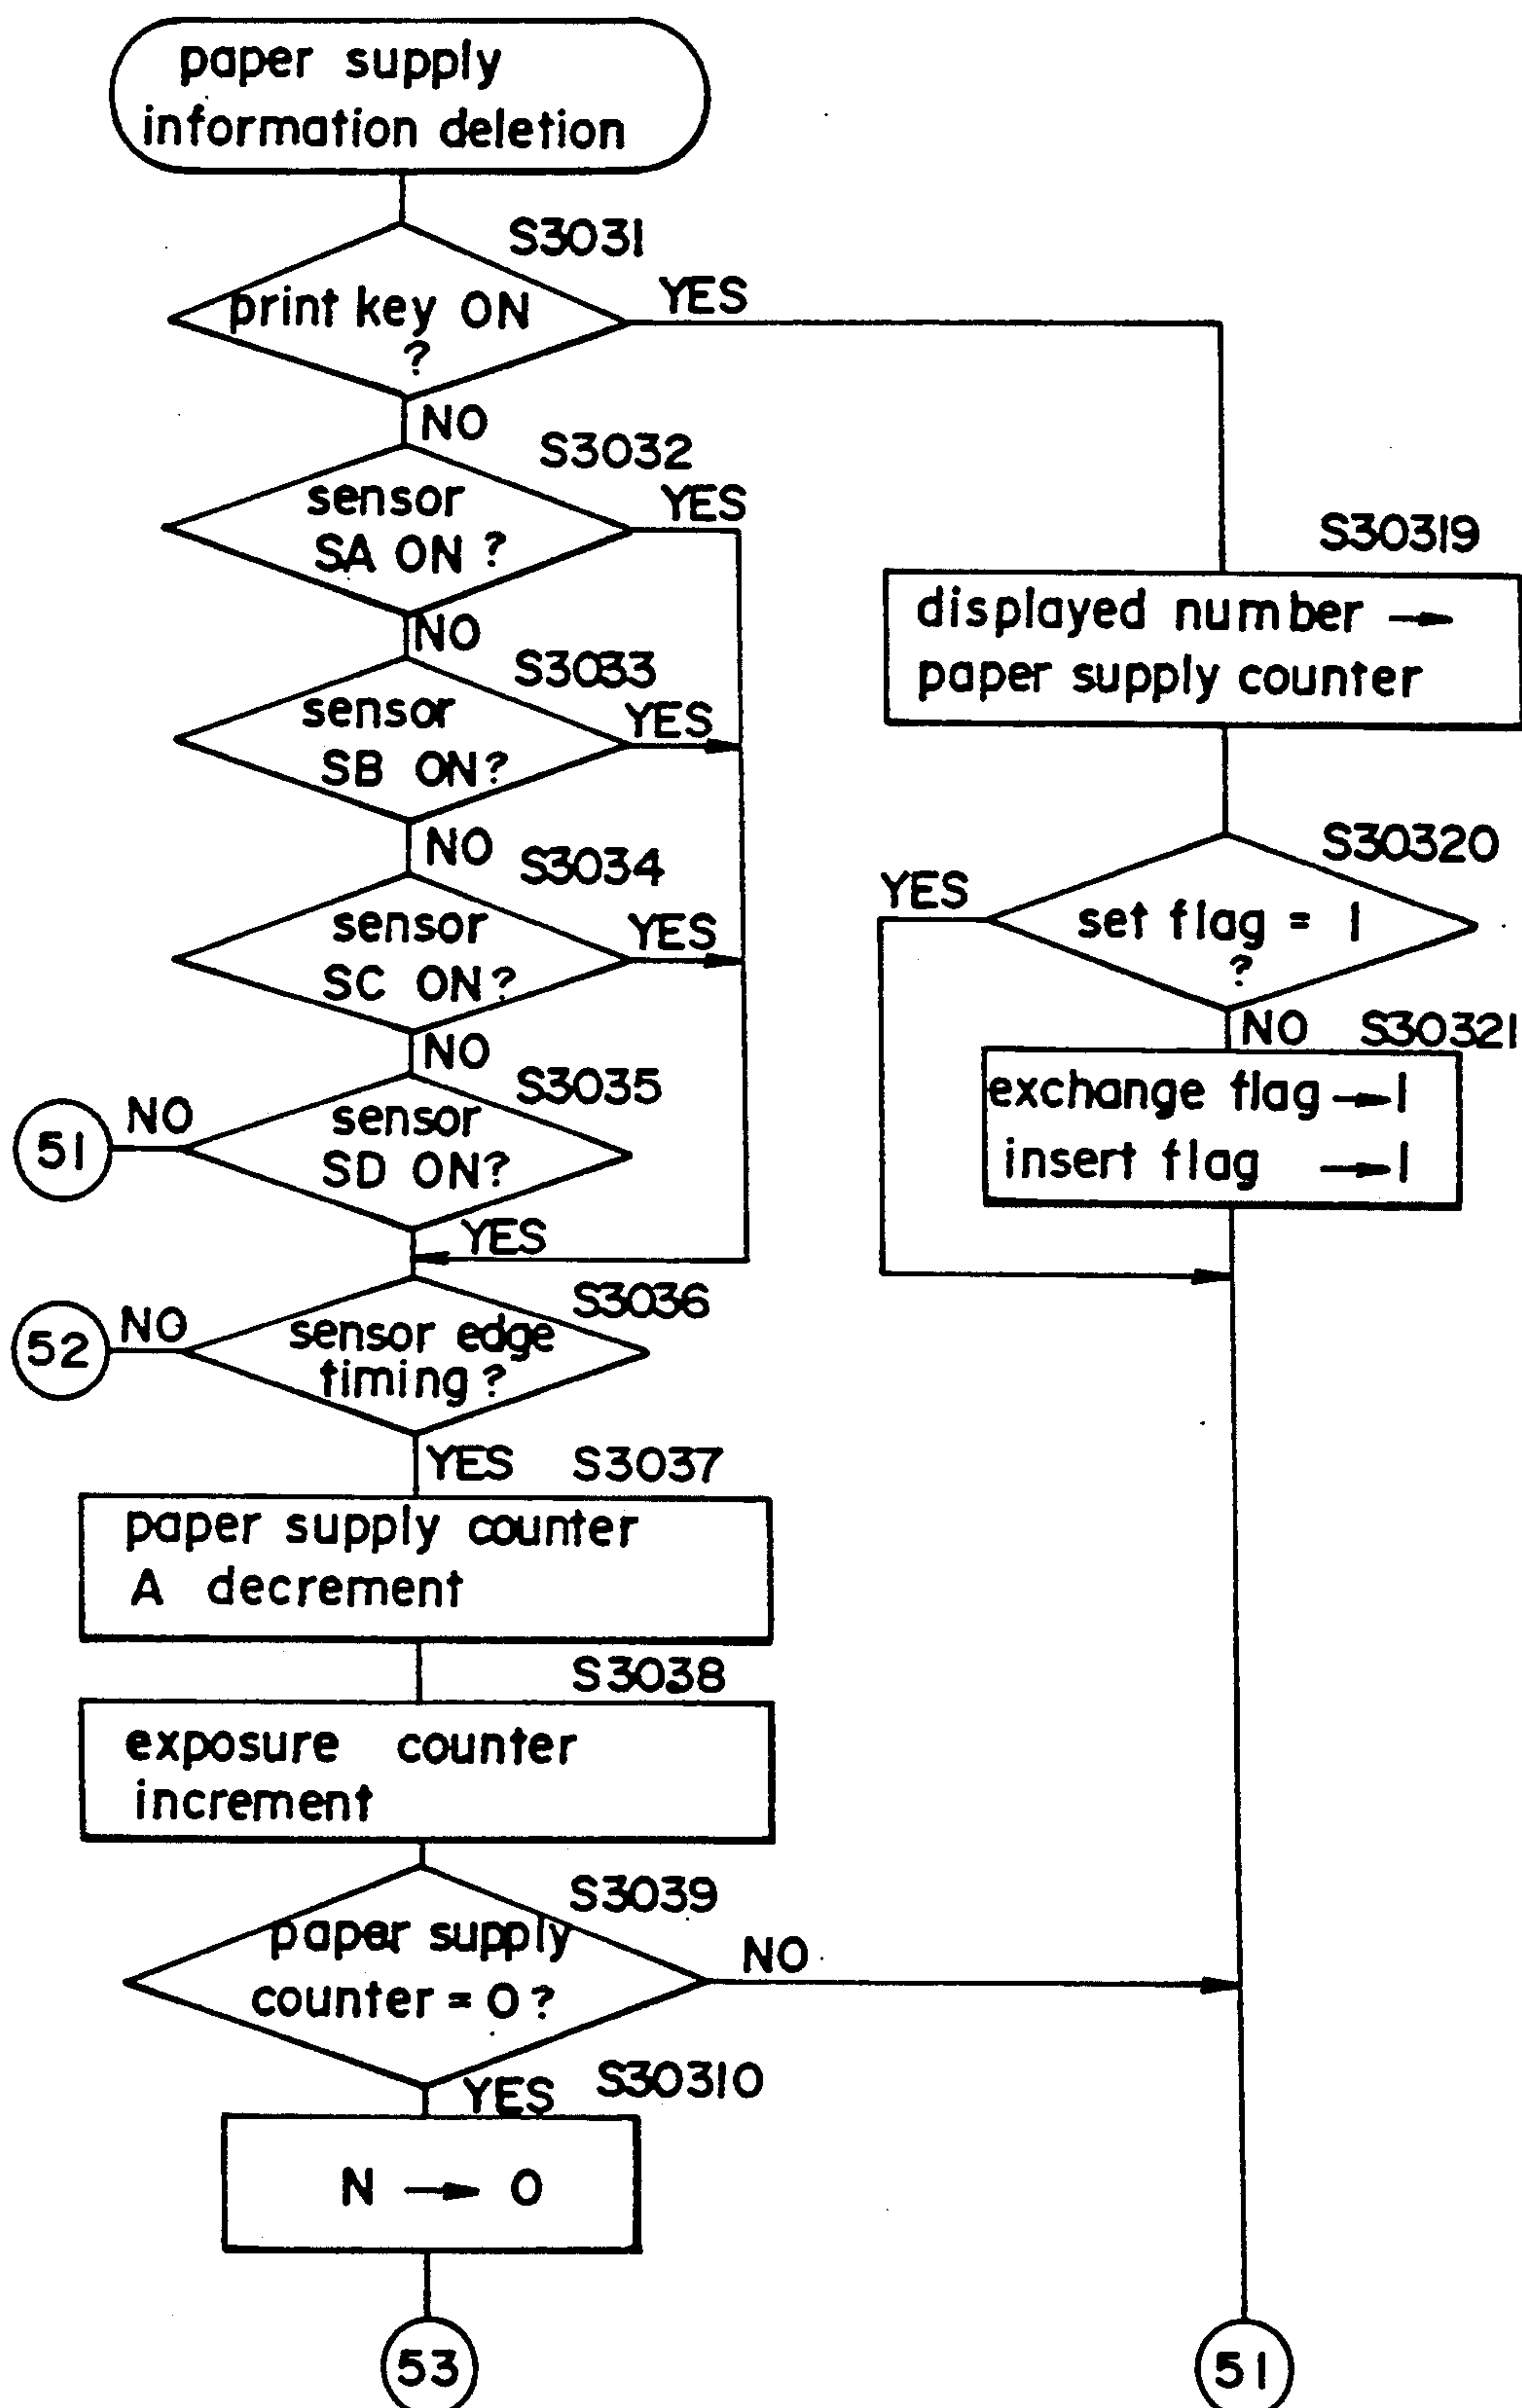 paper supply
information deletion
S3031
print key ON
?
YES
NO
S3032
sensor
SA ON ?
YES
NO
S3033
sensor
SB ON?
YES
NO
S3034
sensor
SC ON?
YES
NO
S3035
sensor
SD ON?
NO
51
YES
S3036
sensor edge
timing ?
NO
52
YES
S3037
paper supply counter
A decrement
S3038
exposure counter
increment
S3039
paper supply
counter = 0 ?
NO
YES
S30310
N → 0
53
S30319
displayed number →
paper supply counter
S30320
set flag = 1
?
YES
NO
S30321
exchange flag → 1
insert flag → 1
51